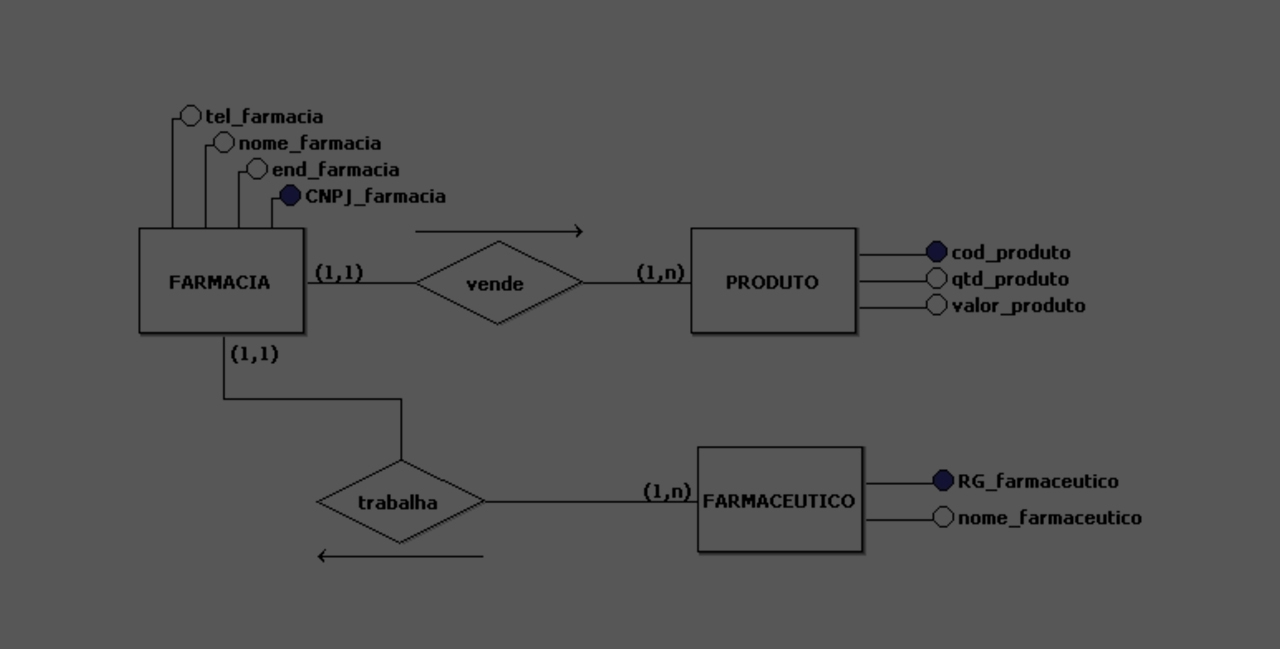 tel_farmacia
nome_farmacia
end_farmacia
CNPJ_farmacia
FARMACIA
(1,1)
vende
(1,n)
PRODUTO
cod_produto
qtd_produto
valor_produto
(1,1)
trabalha
(1,n)
FARMACEUTICO
RG_farmaceutico
nome_farmaceutico